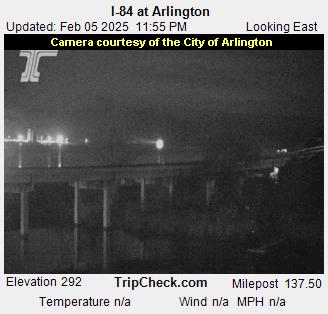 I-84 at Arlington
Updated: Feb 05 2025 11:55 PM Looking East
Camera courtesy of the City of Arlington
Elevation 292 TripCheck.com Milepost 137.50
Temperature n/a Wind n/a MPH n/a